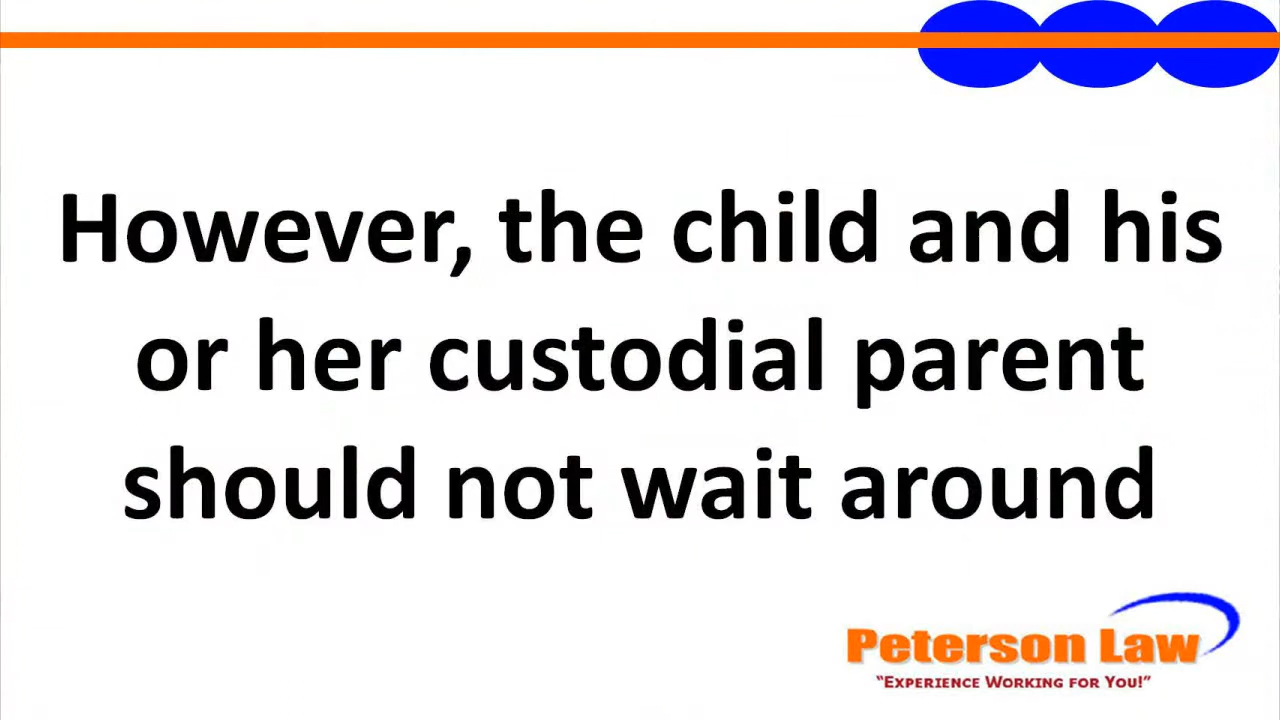 However, the child and his
or her custodial parent
should not wait around
Peterson Law
“Experience Working for You!”